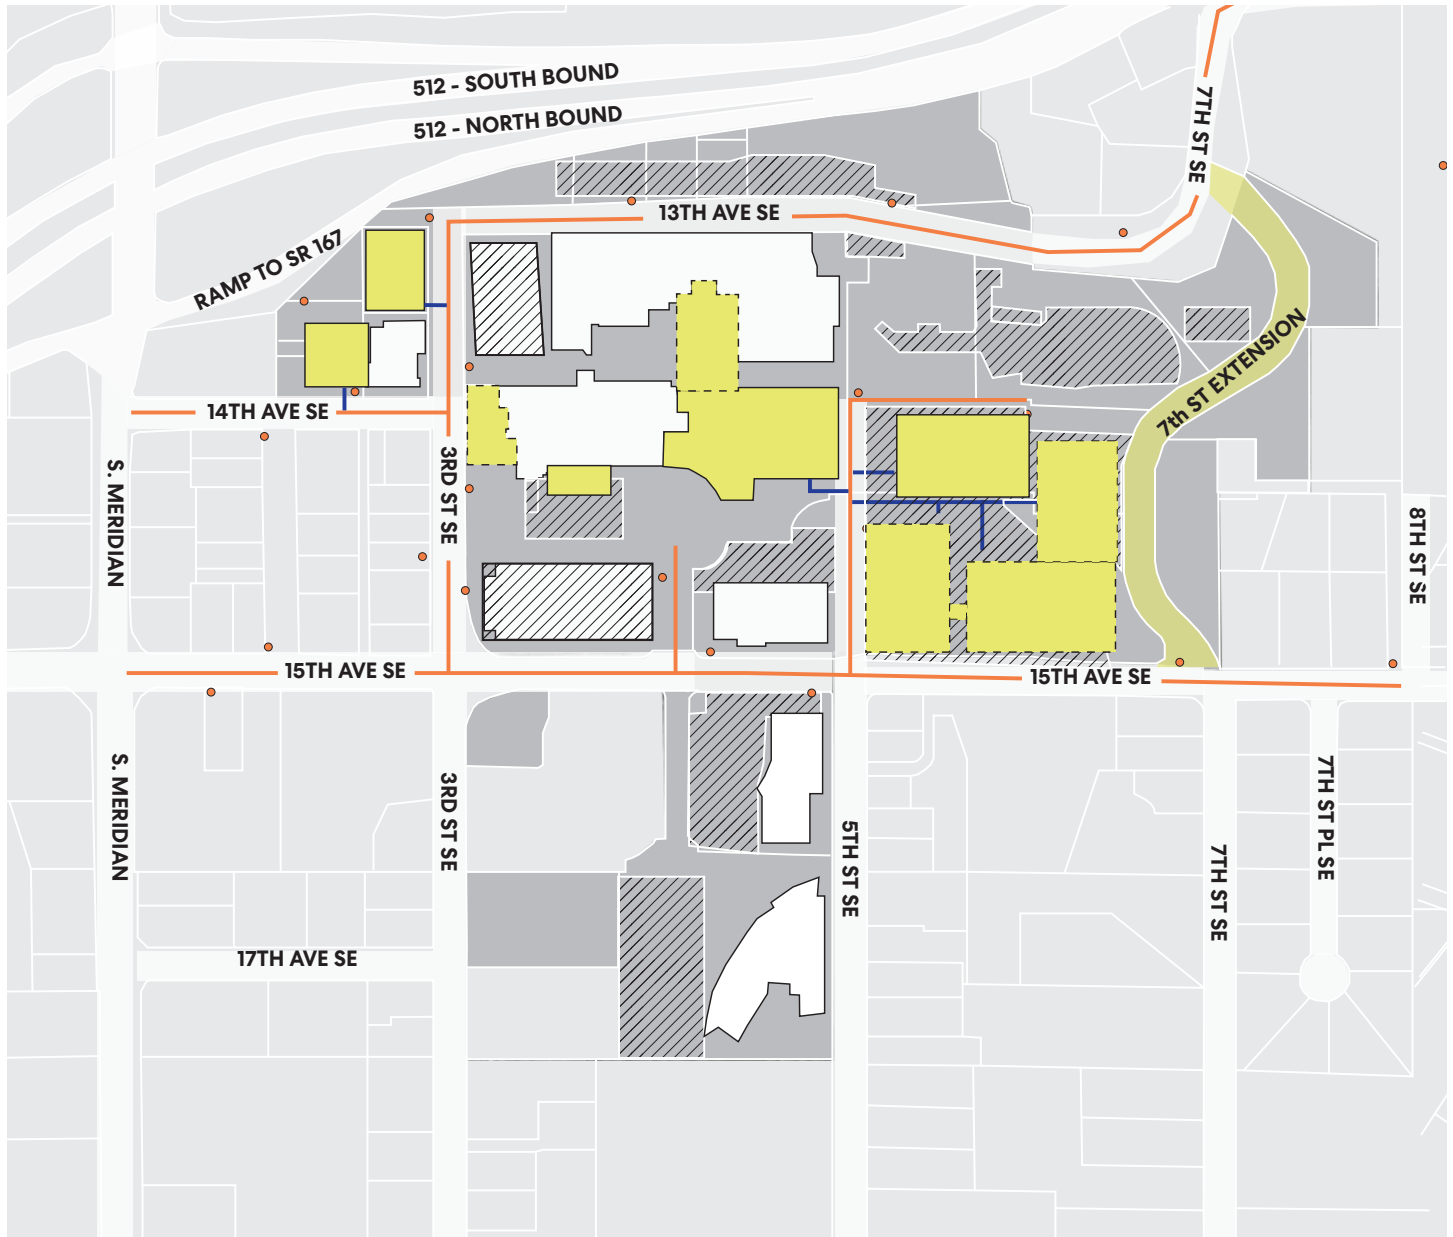 512 - SOUTH BOUND
512 - NORTH BOUND
7TH ST SE
13TH AVE SE
RAMP TO SR 167
7th ST EXTENSION
14TH AVE SE
S. MERIDIAN
3RD ST SE
8TH ST SE
15TH AVE SE
15TH AVE SE
S. MERIDIAN
3RD ST SE
5TH ST SE
7TH ST SE
7TH ST PL SE
17TH AVE SE